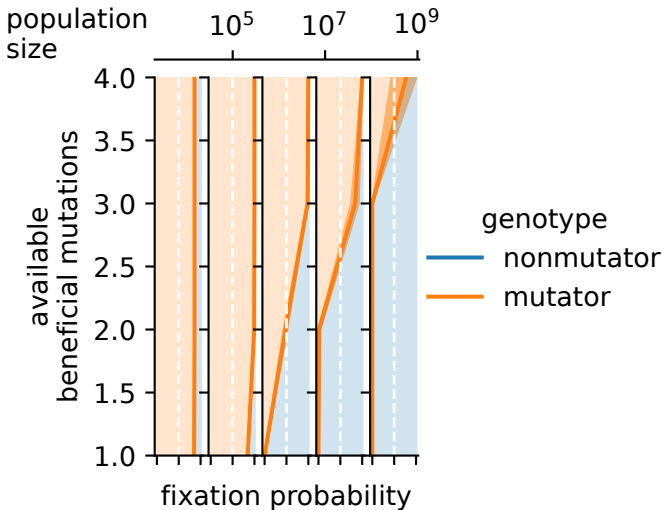 population
size
10^5
10^7
10^9
available
beneficial mutations
4.0
3.5
3.0
2.5
2.0
1.5
1.0
fixation probability
genotype
nonmutator
mutator